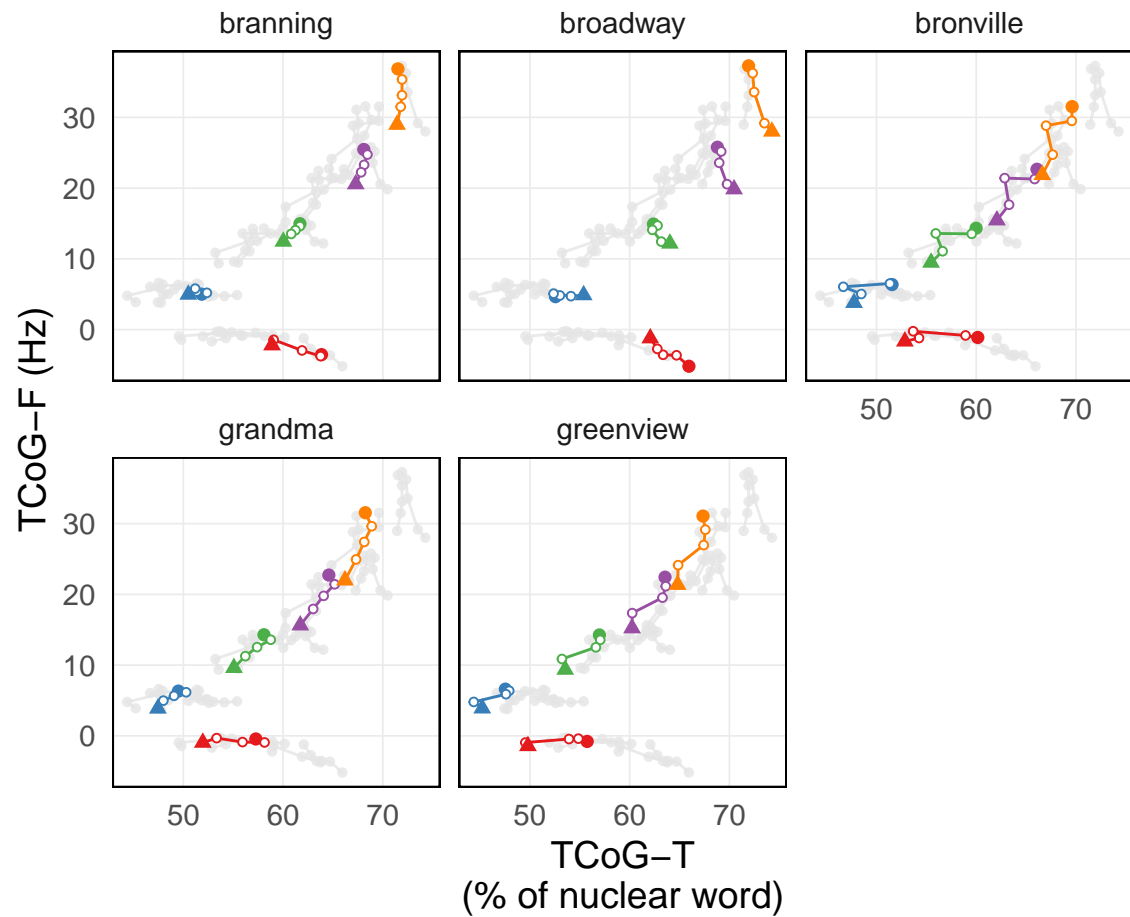 branning broadway bronville
TCoG−F (Hz)
30
20
10
0
50 60 70
grandma greenview
30
20
10
0
50 60 70 50 60 70
TCoG−T
(% of nuclear word)